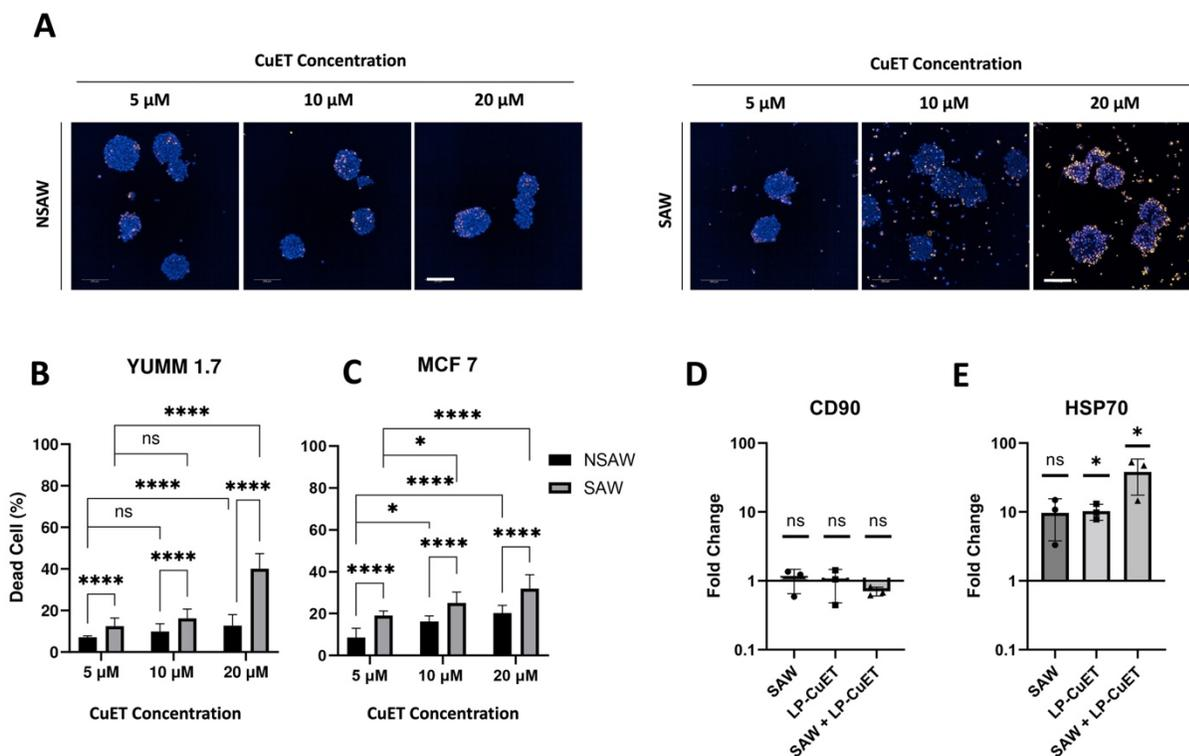 A
CuET Concentration
5 µM 10 µM 20 µM
NSAW
CuET Concentration
5 µM 10 µM 20 µM
SAW
B
YUMM 1.7
Dead Cell (%)
100
80
60
40
20
0
****
ns
****
****
ns
****
****
5 µM 10 µM 20 µM
CuET Concentration
C
MCF 7
100
80
60
40
20
0
****
*
****
*
****
****
****
5 µM 10 µM 20 µM
CuET Concentration
NSAW
SAW
D
CD90
Fold Change
100
10
1
0.1
ns ns ns
SAW
LP-CuET
SAW + LP-CuET
E
HSP70
Fold Change
100
10
1
0.1
ns * *
SAW
LP-CuET
SAW + LP-CuET